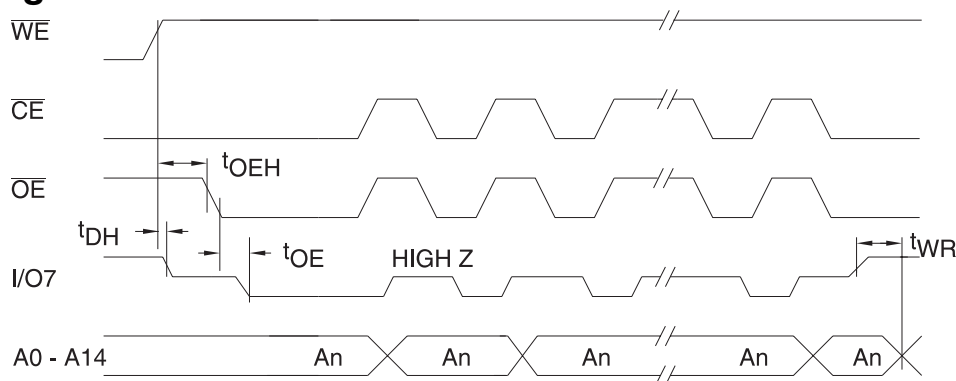 WE
CE
OE
tOEH
tDH
tOE
HIGH Z
tWR
I/O7
A0 - A14
An
An
An
An
An